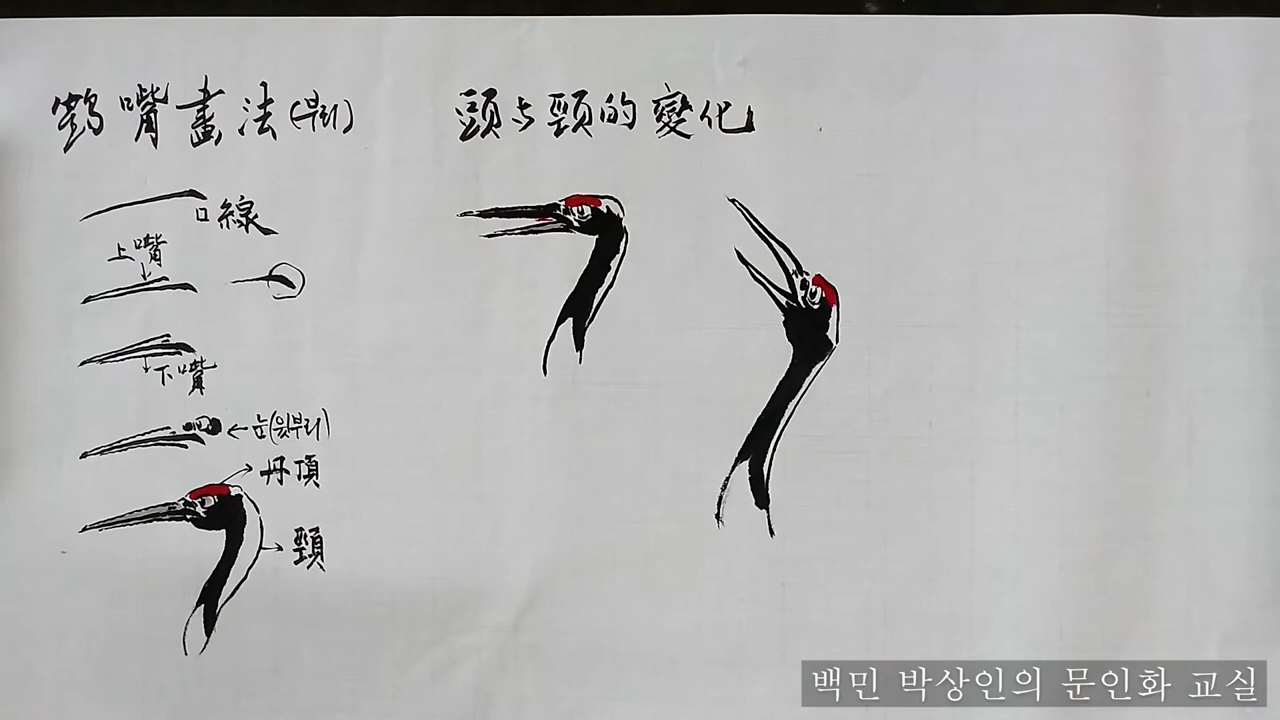 鶴嘴畵法(부리)
口線
上嘴
下嘴
←눈(윗부리)
丹頂
頸
頭与頸的變化
백민 박상인의 문인화 교실